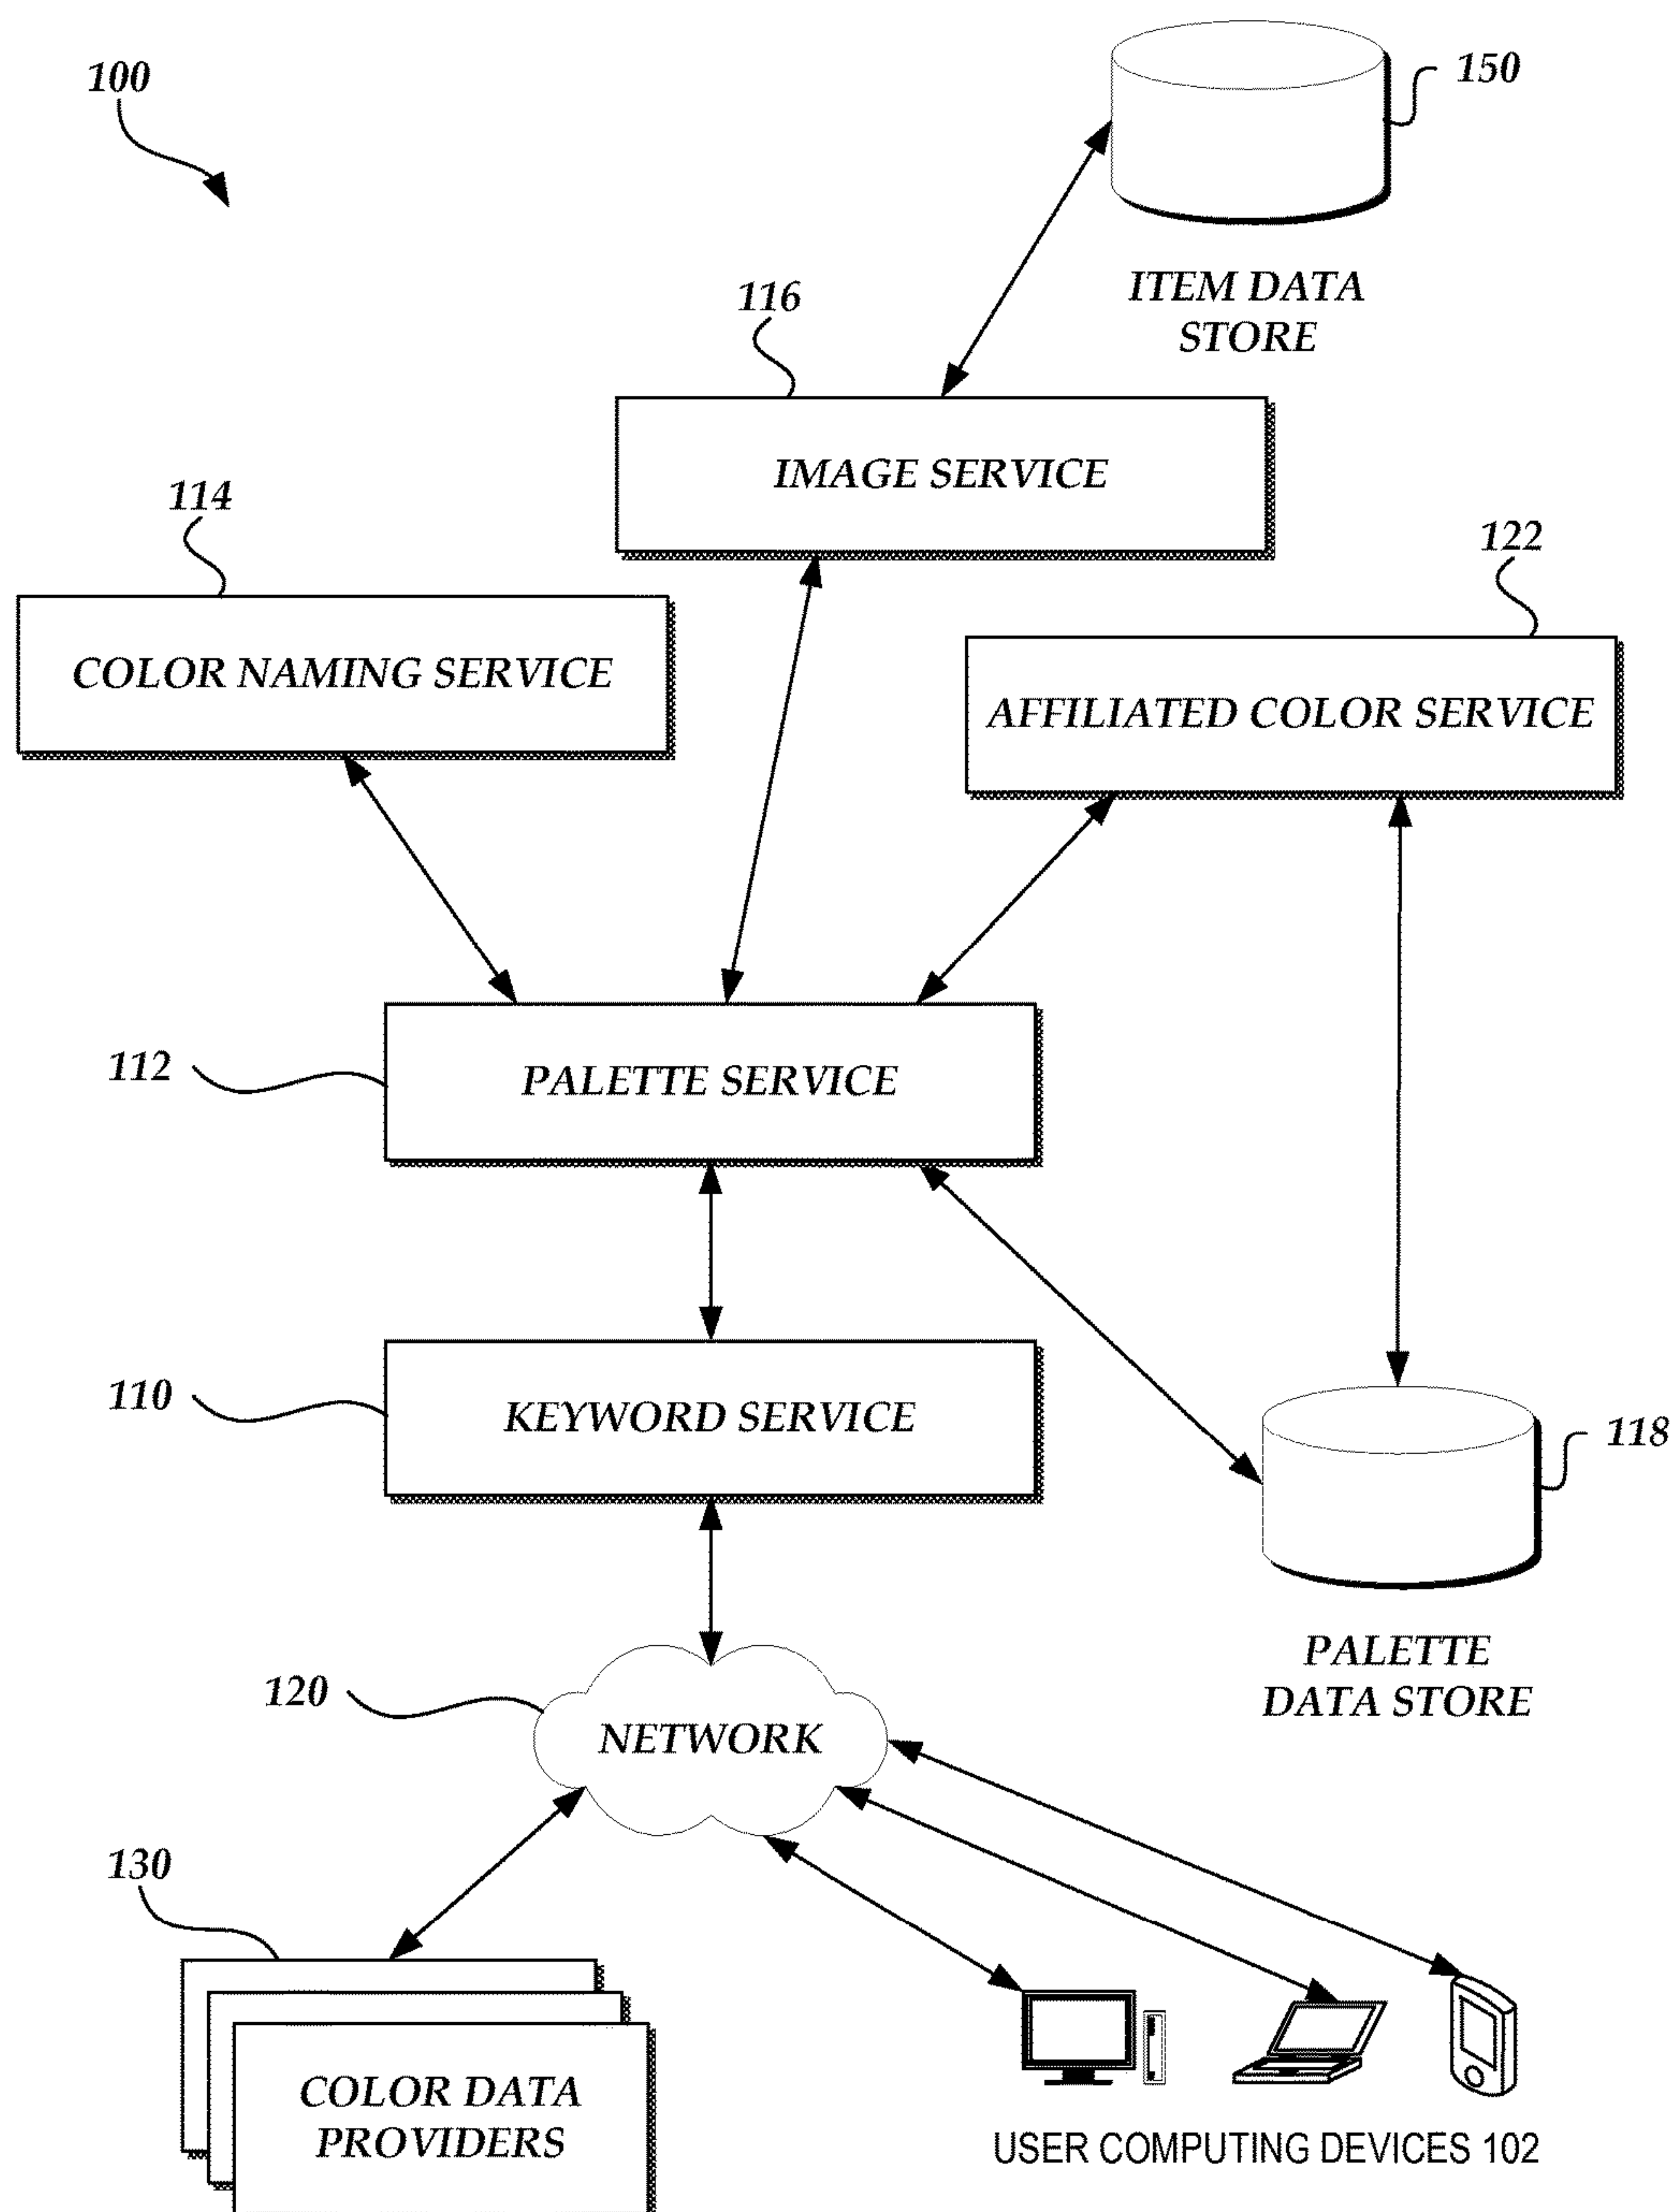 100
150
ITEM DATA
STORE
116
IMAGE SERVICE
114
122
COLOR NAMING SERVICE
AFFILIATED COLOR SERVICE
112
PALETTE SERVICE
110
KEYWORD SERVICE
118
PALETTE
DATA STORE
120
NETWORK
130
COLOR DATA
PROVIDERS
USER COMPUTING DEVICES 102